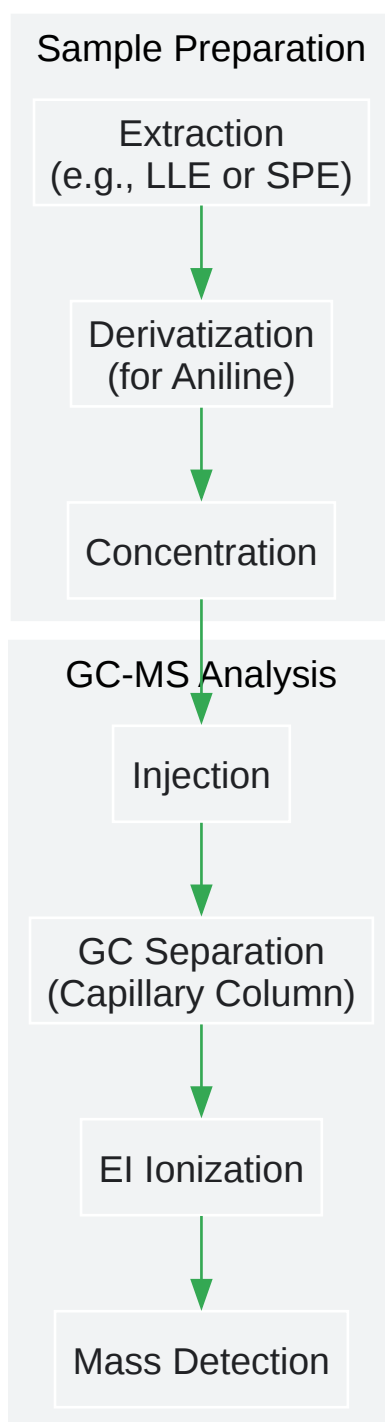 Sample Preparation
Extraction
(e.g., LLE or SPE)
Derivatization
(for Aniline)
Concentration
GC-MS Analysis
Injection
GC Separation
(Capillary Column)
EI Ionization
Mass Detection